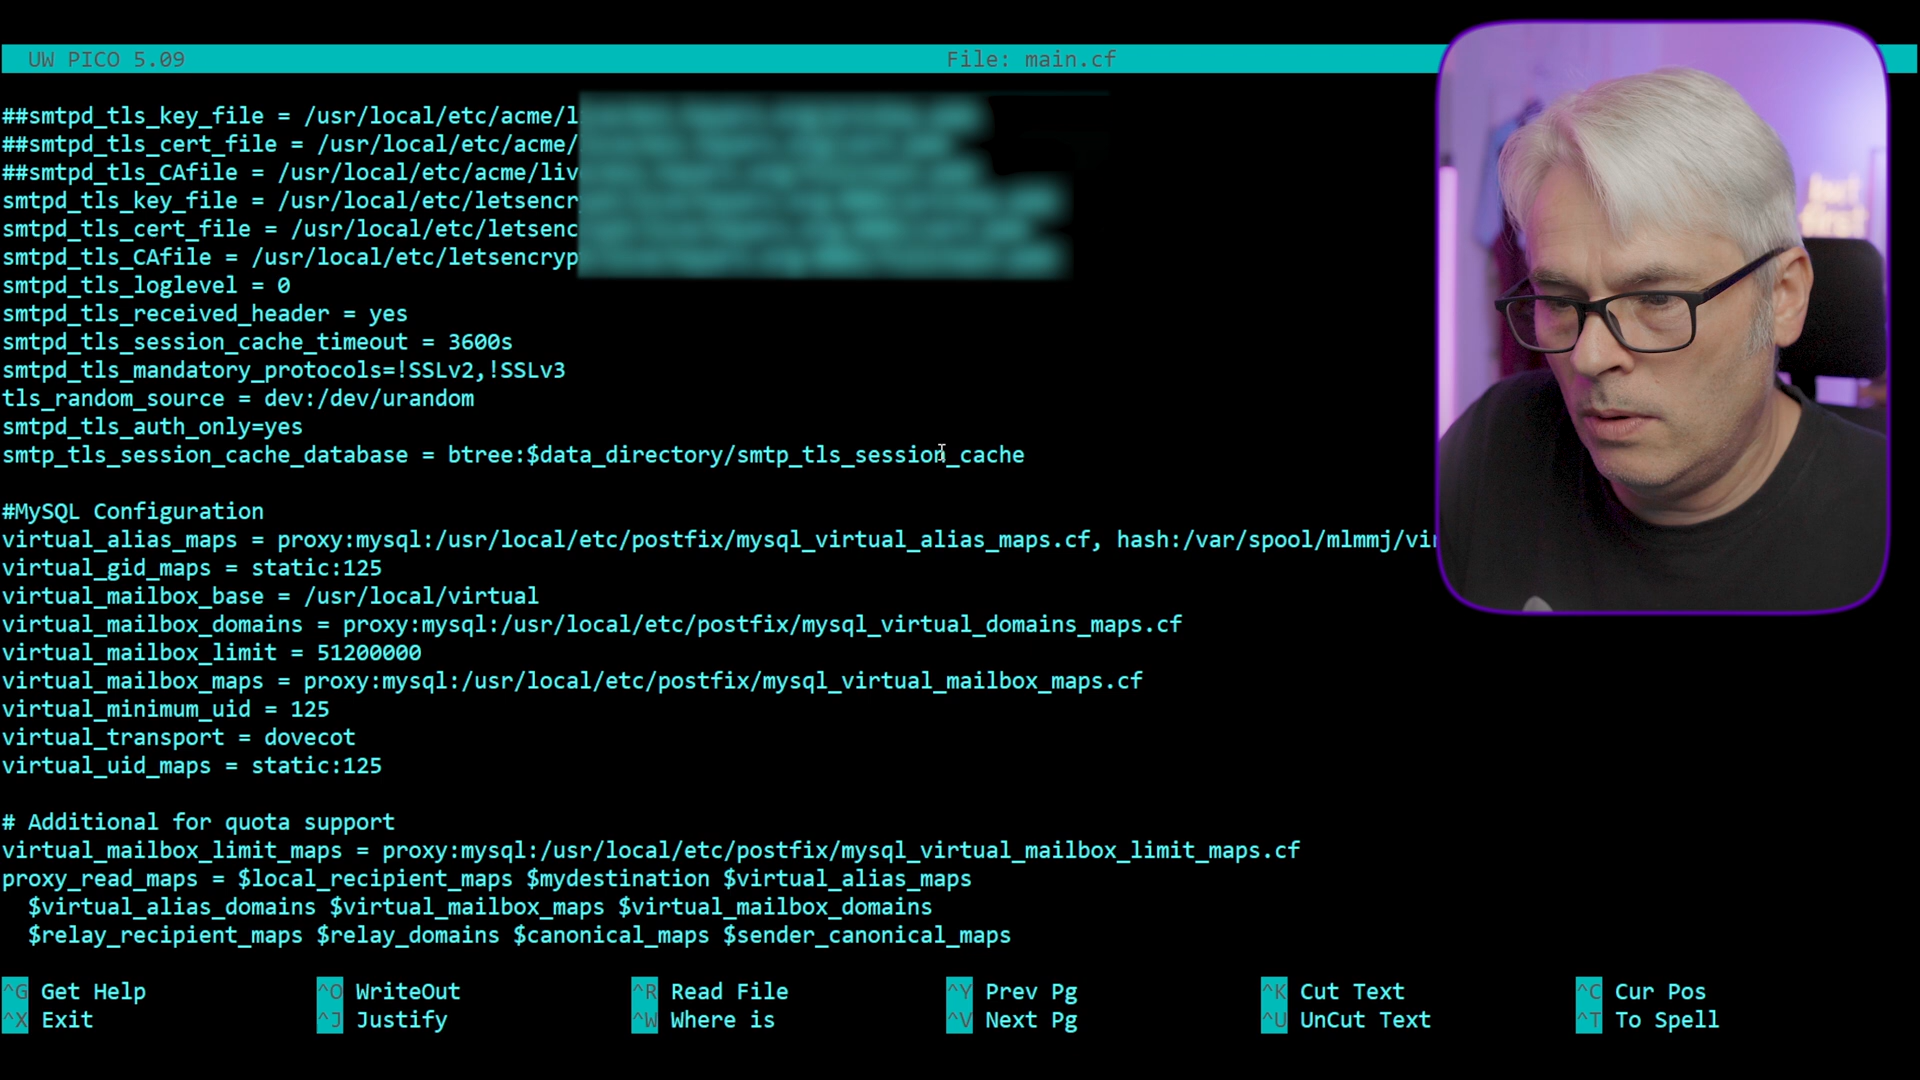 UW PICO 5.09 File: main.cf
##smtpd_tls_key_file = /usr/local/etc/acme/l
##smtpd_tls_cert_file = /usr/local/etc/acme/
##smtpd_tls_CAfile = /usr/local/etc/acme/liv
smtpd_tls_key_file = /usr/local/etc/letsencr
smtpd_tls_cert_file = /usr/local/etc/letsenc
smtpd_tls_CAfile = /usr/local/etc/letsencryp
smtpd_tls_loglevel = 0
smtpd_tls_received_header = yes
smtpd_tls_session_cache_timeout = 3600s
smtpd_tls_mandatory_protocols=!SSLv2,!SSLv3
tls_random_source = dev:/dev/urandom
smtpd_tls_auth_only=yes
smtp_tls_session_cache_database = btree:$data_directory/smtp_tls_session_cache
#MySQL Configuration
virtual_alias_maps = proxy:mysql:/usr/local/etc/postfix/mysql_virtual_alias_maps.cf, hash:/var/spool/mlmmj/vir
virtual_gid_maps = static:125
virtual_mailbox_base = /usr/local/virtual
virtual_mailbox_domains = proxy:mysql:/usr/local/etc/postfix/mysql_virtual_domains_maps.cf
virtual_mailbox_limit = 51200000
virtual_mailbox_maps = proxy:mysql:/usr/local/etc/postfix/mysql_virtual_mailbox_maps.cf
virtual_minimum_uid = 125
virtual_transport = dovecot
virtual_uid_maps = static:125
# Additional for quota support
virtual_mailbox_limit_maps = proxy:mysql:/usr/local/etc/postfix/mysql_virtual_mailbox_limit_maps.cf
proxy_read_maps = $local_recipient_maps $mydestination $virtual_alias_maps
$virtual_alias_domains $virtual_mailbox_maps $virtual_mailbox_domains
$relay_recipient_maps $relay_domains $canonical_maps $sender_canonical_maps
^G Get Help ^O WriteOut ^R Read File ^Y Prev Pg ^K Cut Text ^C Cur Pos
^X Exit ^J Justify ^W Where is ^V Next Pg ^U UnCut Text ^T To Spell